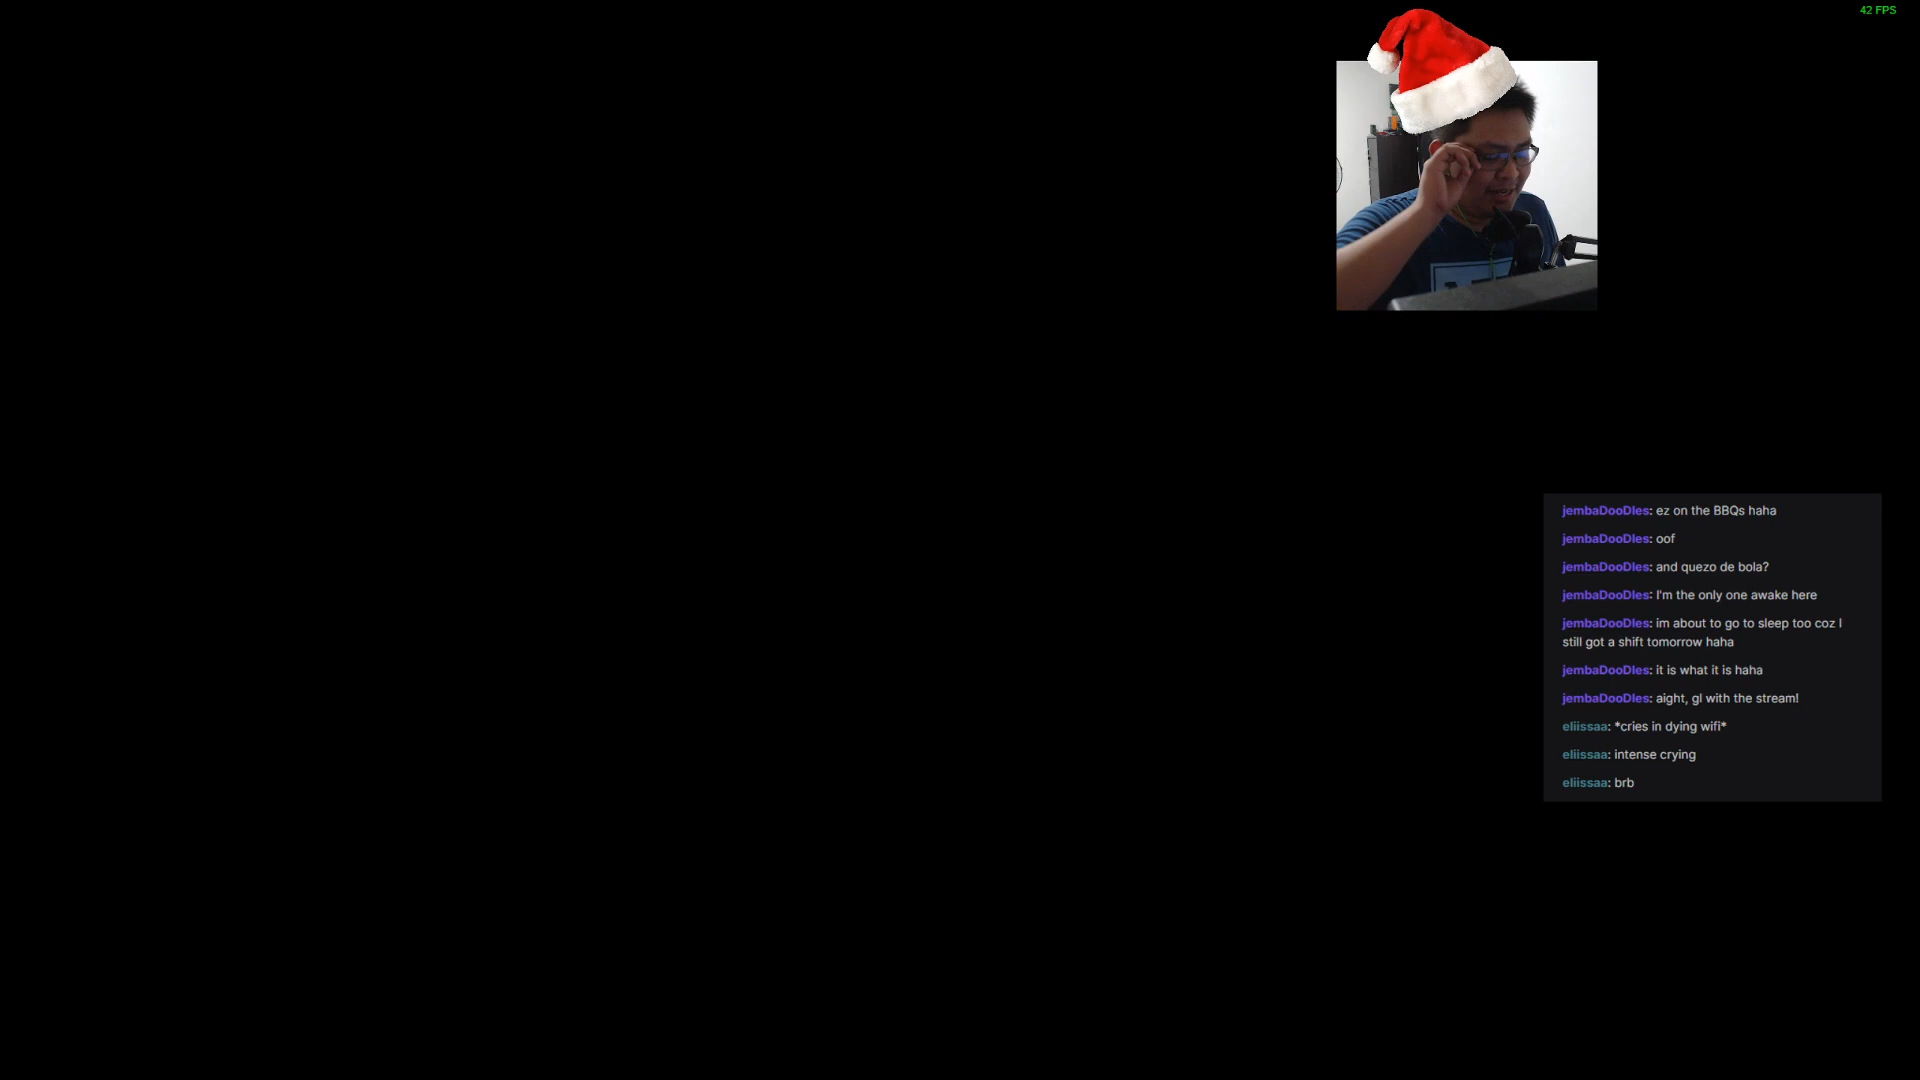 42 FPS
jembaDooDles: ez on the BBQs haha
jembaDooDles: oof
jembaDooDles: and quezo de bola?
jembaDooDles: I'm the only one awake here
jembaDooDles: im about to go to sleep too coz I
still got a shift tomorrow haha
jembaDooDles: it is what it is haha
jembaDooDles: aight, gl with the stream!
eliissaa: *cries in dying wifi*
eliissaa: intense crying
eliissaa: brb